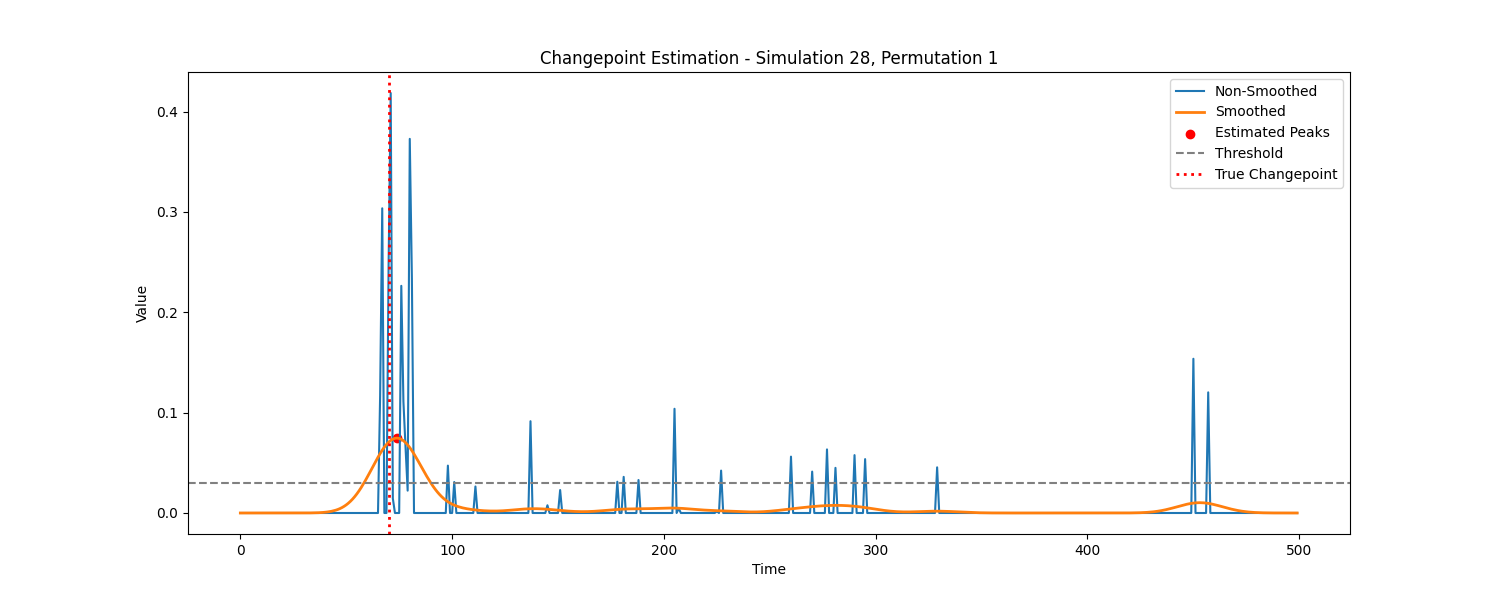 Changepoint Estimation - Simulation 28, Permutation 1
Non-Smoothed
Smoothed
Estimated Peaks
Threshold
True Changepoint
Value
0.4
0.3
0.2
0.1
0.0
0 100 200 300 400 500
Time